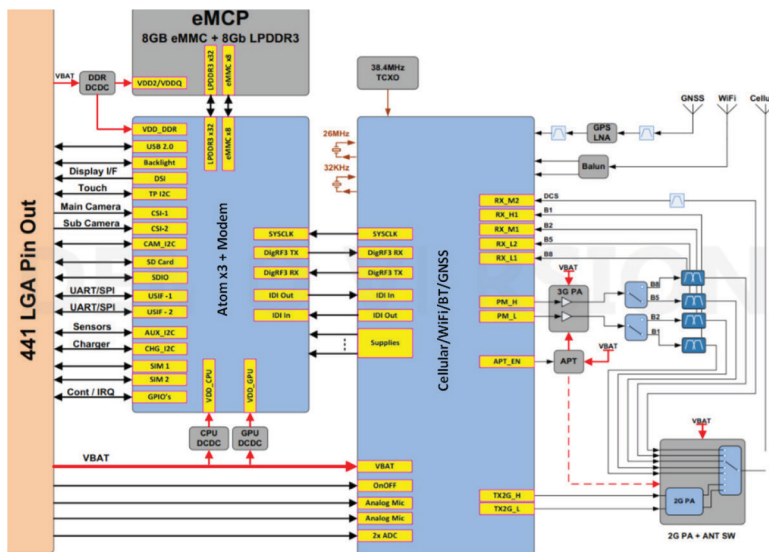 eMCP
8GB eMMC + 8Gb LPDDR3
VBAT
DDR
DCDC
VDD2/VDDQ
LPDDR3 x32
eMMC x8
38.4MHz
TCXO
GNSS
WiFi
Cellu
VDD_DDR
LPDDR3 x32
eMMC x8
26MHz
GPS
LNA
USB 2.0
Backlight
32KHz
Balun
Display I/F
DSI
Touch
TP I2C
Main Camera
CSI-1
RX_M2
DCS
Sub Camera
CSI-2
RX_H1
B1
CAM_I2C
SYSCLK
SYSCLK
RX_M1
B2
SD Card
DigRF3 TX
DigRF3 RX
RX_L2
B5
SDIO
DigRF3 RX
DigRF3 TX
RX_L1
B8
441 LGA Pin Out
Atom x3 + Modem
Cellular/WiFi/BT/GNSS
UART/SPI
USIF -1
IDI Out
IDI In
VBAT
3G PA
PM_H
B8
B5
UART/SPI
USIF - 2
IDI In
IDI Out
PM_L
B2
B1
Sensors
AUX_I2C
Supplies
VBAT
Charger
CHG_I2C
APT_EN
APT
SIM 1
SIM 2
VDD_CPU
VDD_GPU
Cont / IRQ
GPIO's
CPU
DCDC
GPU
DCDC
VBAT
VBAT
VBAT
OnOFF
Analog Mic
TX2G_H
2G PA
Analog Mic
TX2G_L
2x ADC
2G PA + ANT SW